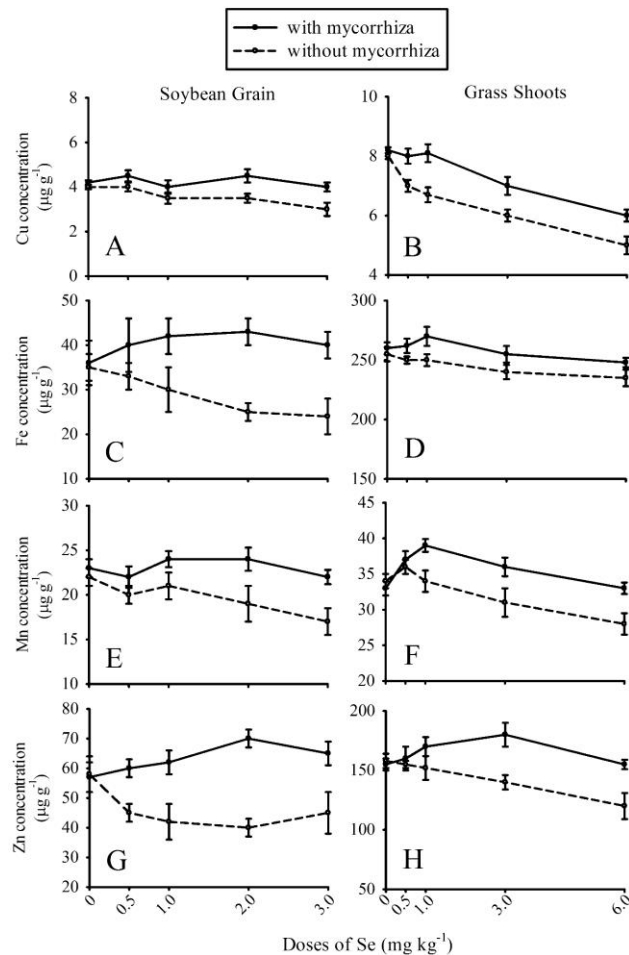 with mycorrhiza
without mycorrhiza
Soybean Grain
Grass Shoots
Cu concentration
(µg g-1)
8
6
4
2
0
A
10
8
6
4
B
Fe concentration
(µg g-1)
50
40
30
20
10
C
300
250
200
150
D
Mn concentration
(µg g-1)
30
25
20
15
10
E
45
40
35
30
25
20
F
Zn concentration
(µg g-1)
80
70
60
50
40
30
20
G
200
150
100
50
H
0 0.5 1.0 2.0 3.0
0 0.5 1.0 3.0 6.0
Doses of Se (mg kg-1)